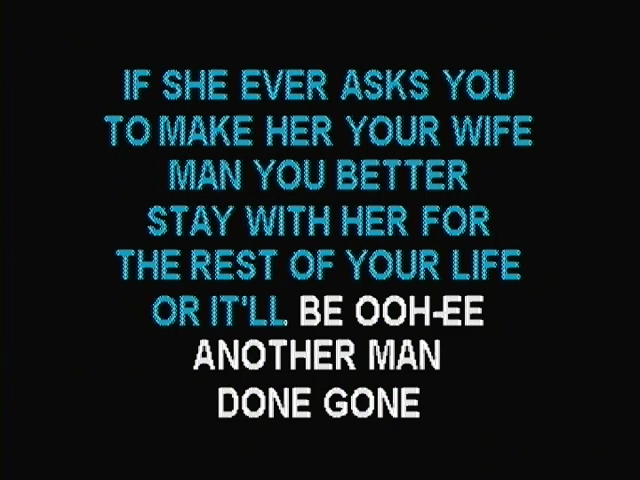 IF SHE EVER ASKS YOU
TO MAKE HER YOUR WIFE
MAN YOU BETTER
STAY WITH HER FOR
THE REST OF YOUR LIFE
OR IT'LL BE OOH-EE
ANOTHER MAN
DONE GONE